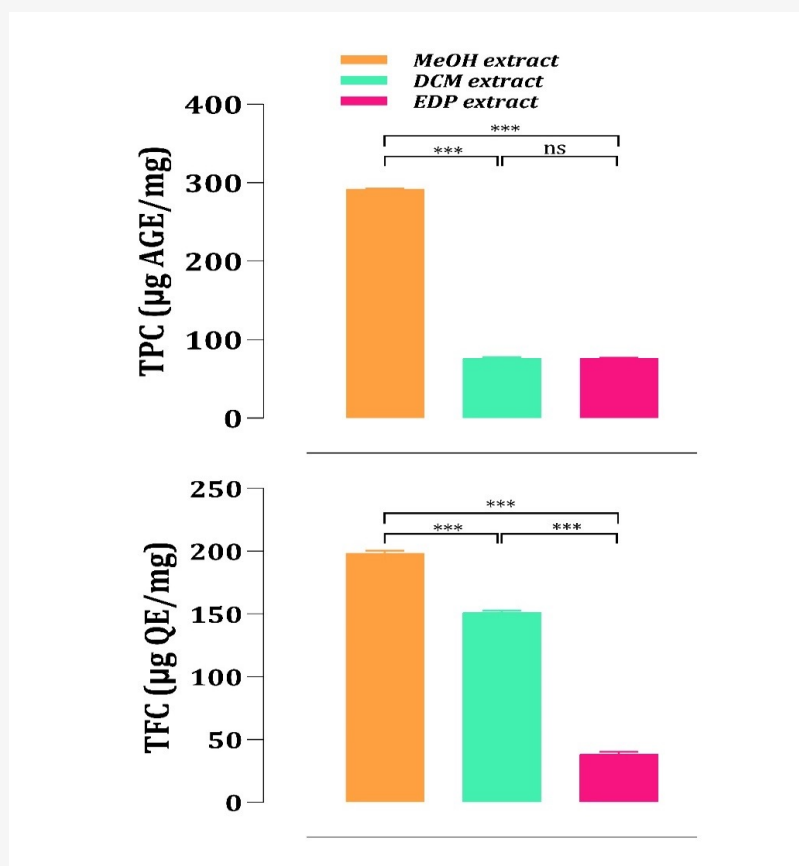 MeOH extract
DCM extract
EDP extract
TPC (µg AGE/mg)
400
300
200
100
0
***
*** ns
TFC (µg QE/mg)
250
200
150
100
50
0
***
*** ***